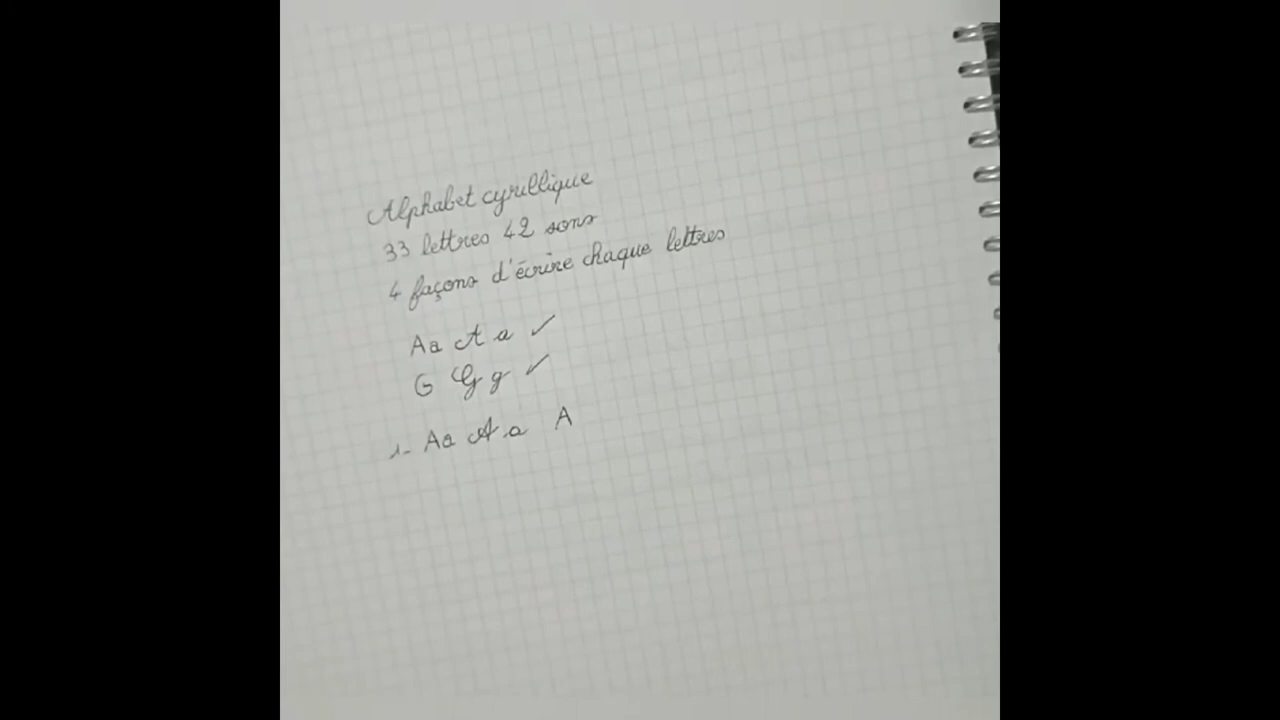 Alphabet cyrillique
33 lettres 42 sons
4 façons d'écrire chaque lettres
Aa A a ✓
G G g ✓
1- Aa A a A